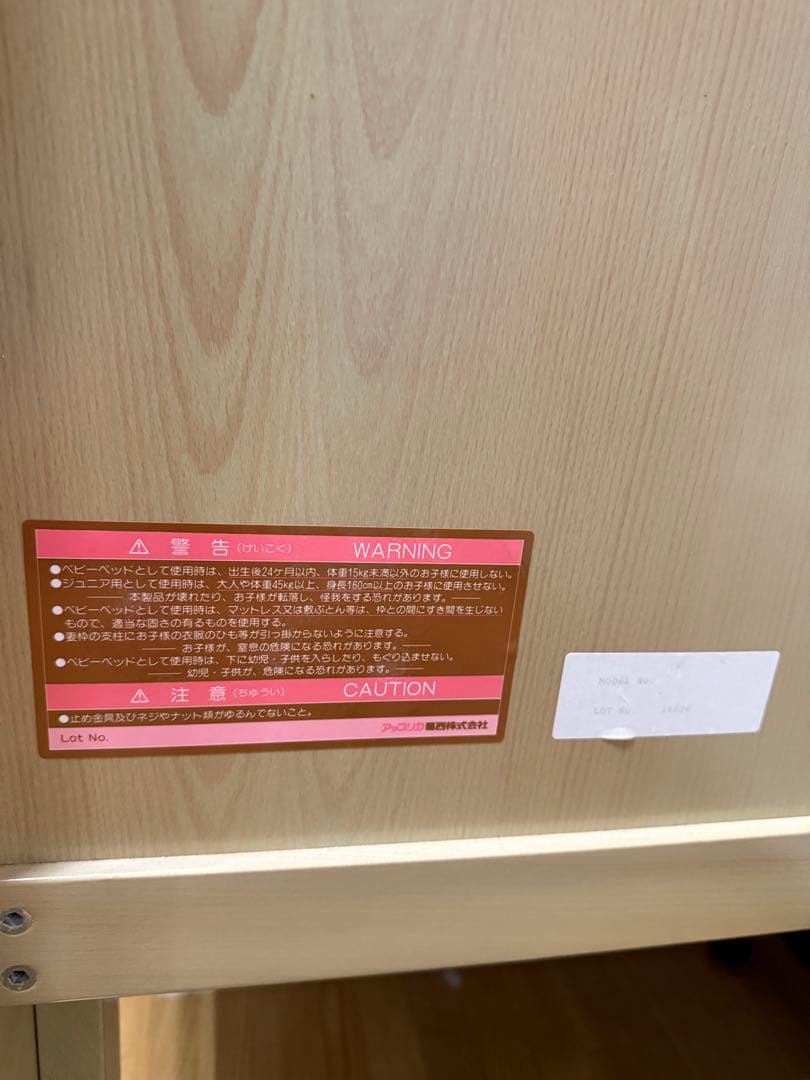 ⚠ 警告（けいこく） WARNING
●ベビーベッドとして使用時は、出生後24ケ月以内、体重15kg未満以外のお子様に使用しない。
●ジュニア用として使用時は、大人や体重45kg以上、身長160cm以上のお子様に使用させない。
本製品が壊れたり、お子様が転落し、怪我をする恐れがあります。
●ベビーベッドとして使用時は、マットレス又は敷ぶとん等は、枠との間にすき間を生じない
もので、適当な固さの有るものを使用する。
●妻枠の支柱にお子様の衣服のひも等が引っ掛からないように注意する。
お子様が、窒息の危険になる恐れがあります。
●ベビーベッドとして使用時は、下に幼児・子供を入らしたり、もぐり込ませない。
幼児・子供が、危険になる恐れがあります。
⚠ 注意（ちゅうい） CAUTION
●止め金具及びネジやナット類がゆるんでないこと。
アップリカ葛西株式会社
Lot No.
MODEL No.
LOT No.